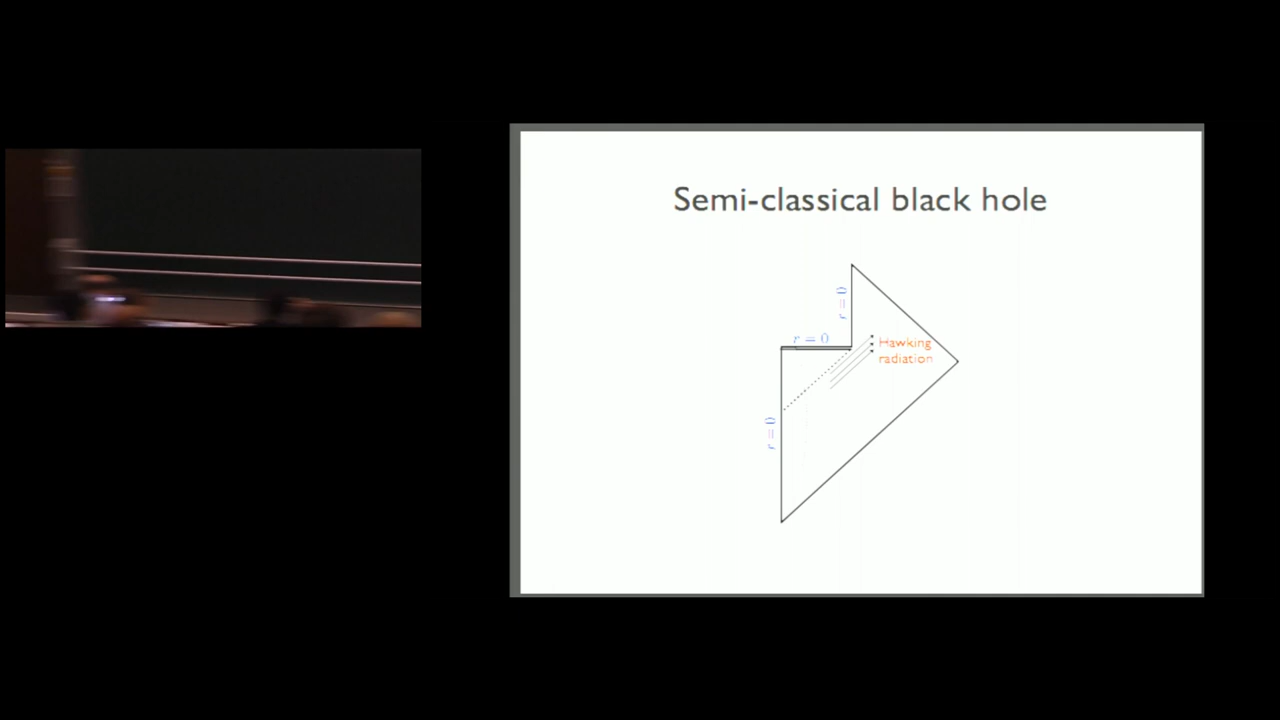 Semi-classical black hole
r = 0
r = 0
Hawking
radiation
r = 0